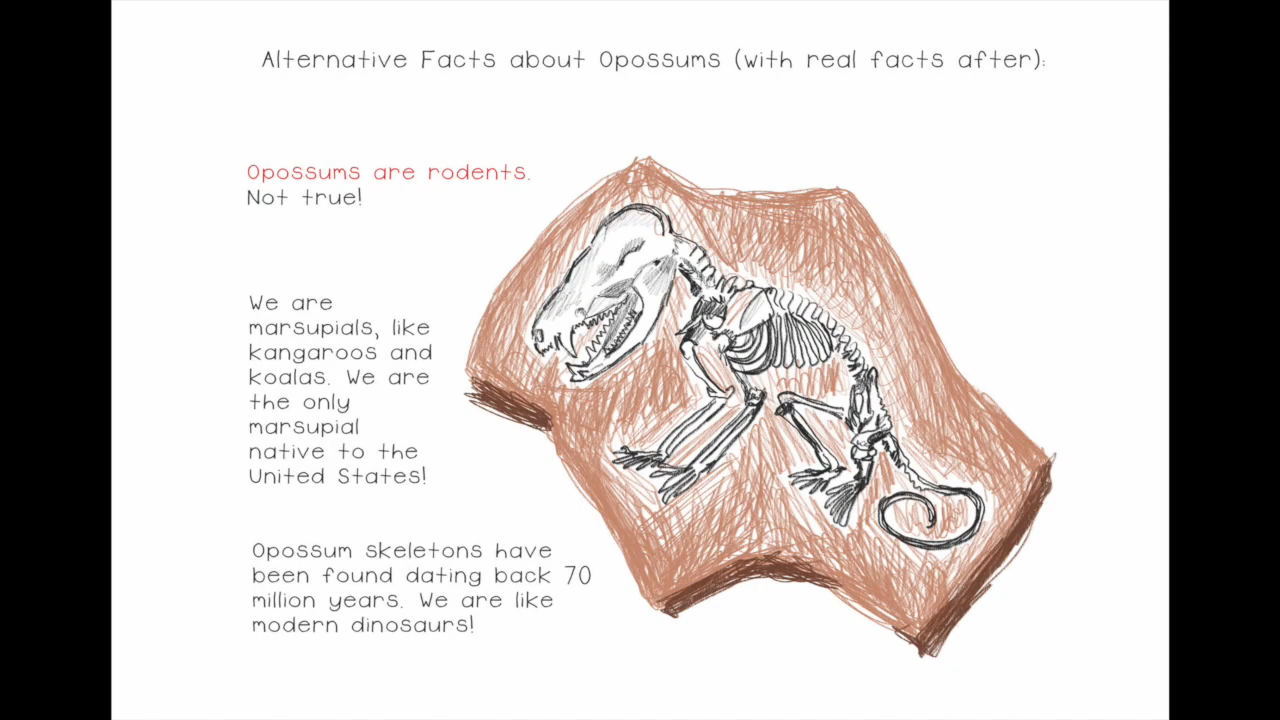 Alternative Facts about Opossums (with real facts after):
Opossums are rodents.
Not true!
We are
marsupials, like
kangaroos and
koalas. We are
the only
marsupial
native to the
United States!
Opossum skeletons have
been found dating back 70
million years. We are like
modern dinosaurs!